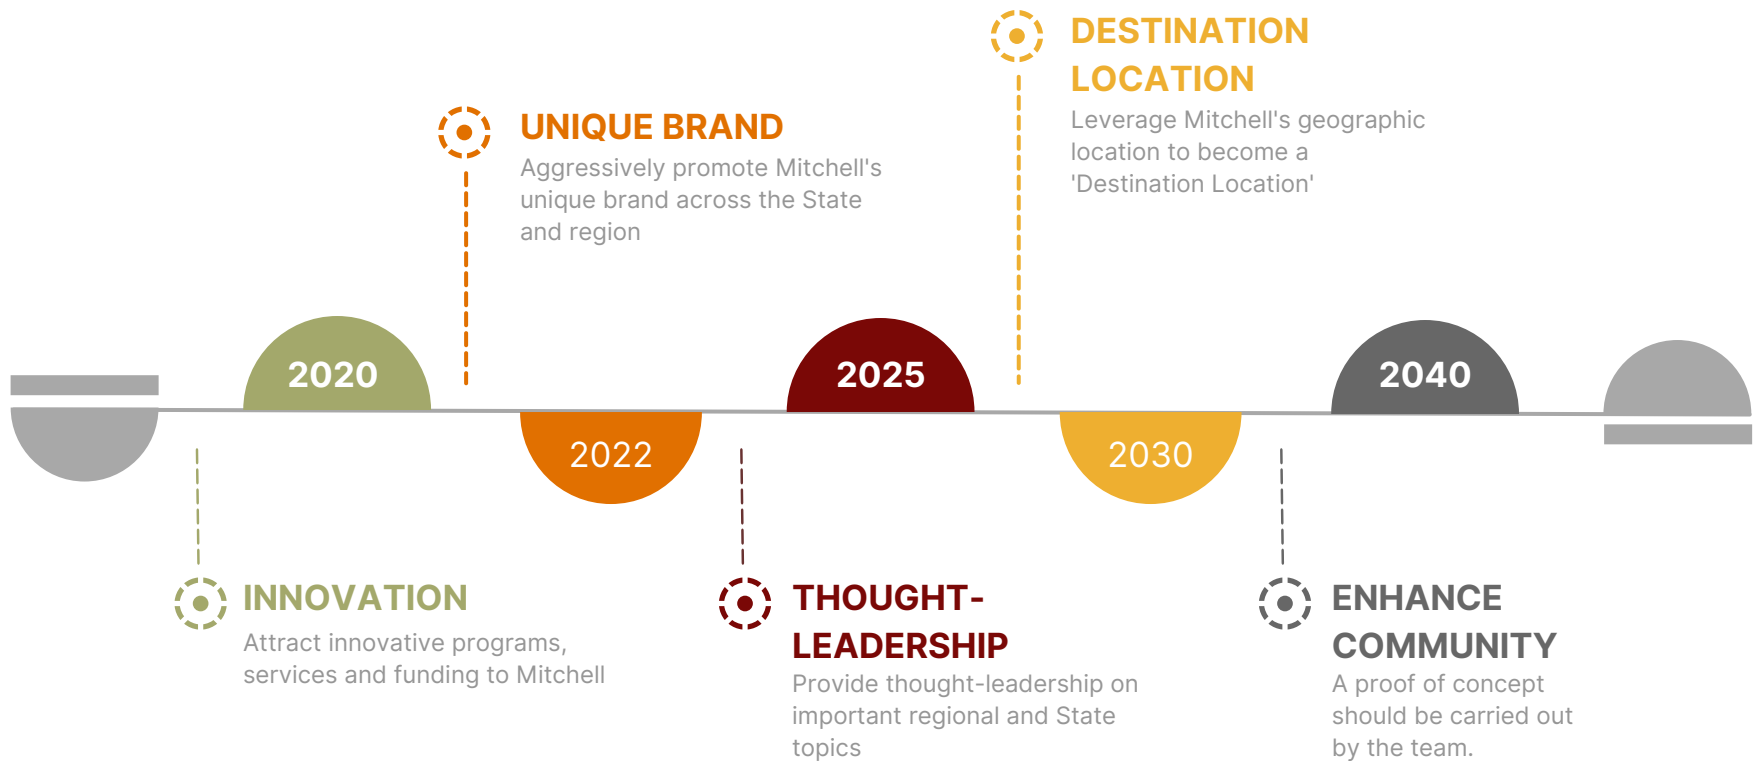 DESTINATION
LOCATION
Leverage Mitchell's geographic
location to become a
'Destination Location'
UNIQUE BRAND
Aggressively promote Mitchell's
unique brand across the State
and region
2020
2025
2040
2022
2030
INNOVATION
Attract innovative programs,
services and funding to Mitchell
THOUGHT-
LEADERSHIP
Provide thought-leadership on
important regional and State
topics
ENHANCE
COMMUNITY
A proof of concept
should be carried out
by the team.